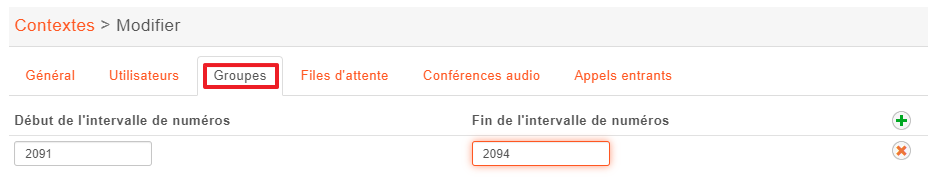 Contextes > Modifier
Général Utilisateurs Groupes Files d'attente Conférences audio Appels entrants
Début de l'intervalle de numéros Fin de l'intervalle de numéros
2091 2094